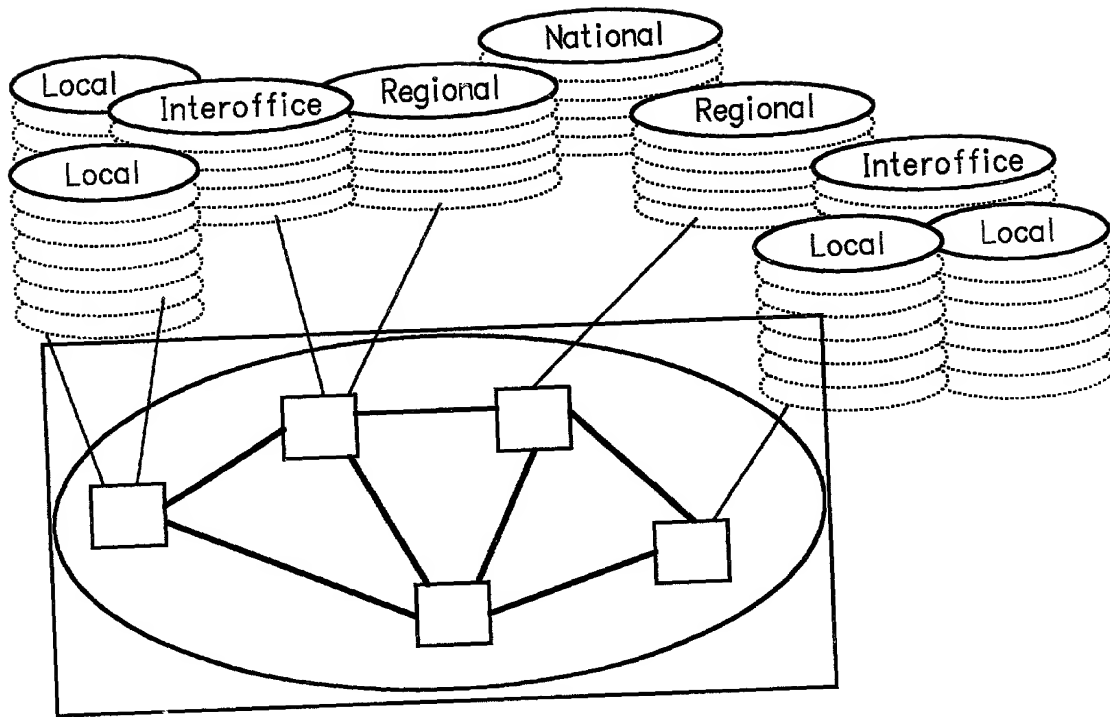 National
Local
Interoffice
Regional
Regional
Local
Interoffice
Local
Local